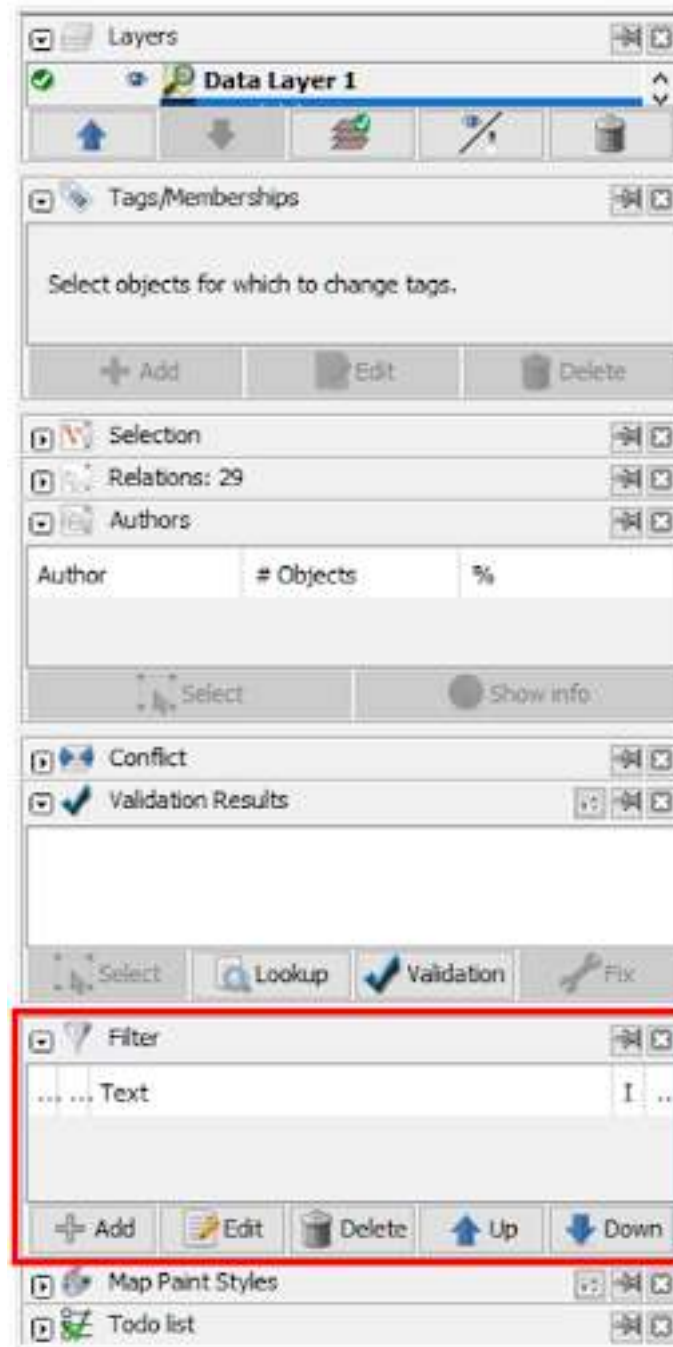 Layers
Data Layer 1
Tags/Memberships
Select objects for which to change tags.
Add Edit Delete
Selection
Relations: 29
Authors
Author # Objects %
Select Show info
Conflict
Validation Results
Select Lookup Validation Fix
Filter
... ... Text I ..
Add Edit Delete Up Down
Map Paint Styles
Todo list